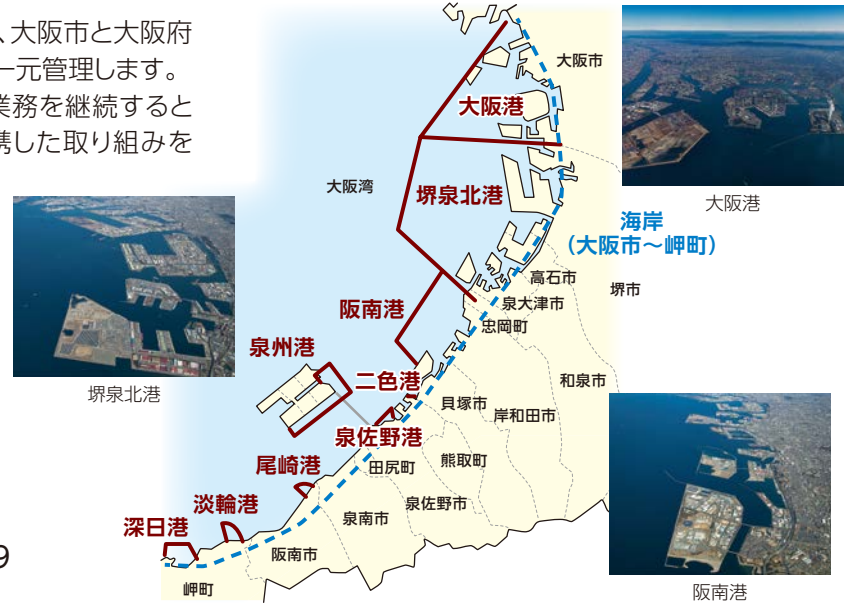 、大阪市と大阪府
一元管理します。
業務を継続すると
携した取り組みを
大阪市
大阪港
大阪港
大阪湾
堺泉北港
海岸
（大阪市～岬町）
高石市
堺市
泉大津市
忠岡町
阪南港
堺泉北港
泉州港
二色港
和泉市
貝塚市
岸和田市
泉佐野港
尾崎港
田尻町
熊取町
淡輪港
泉佐野市
深日港
泉南市
阪南市
9
岬町
阪南港